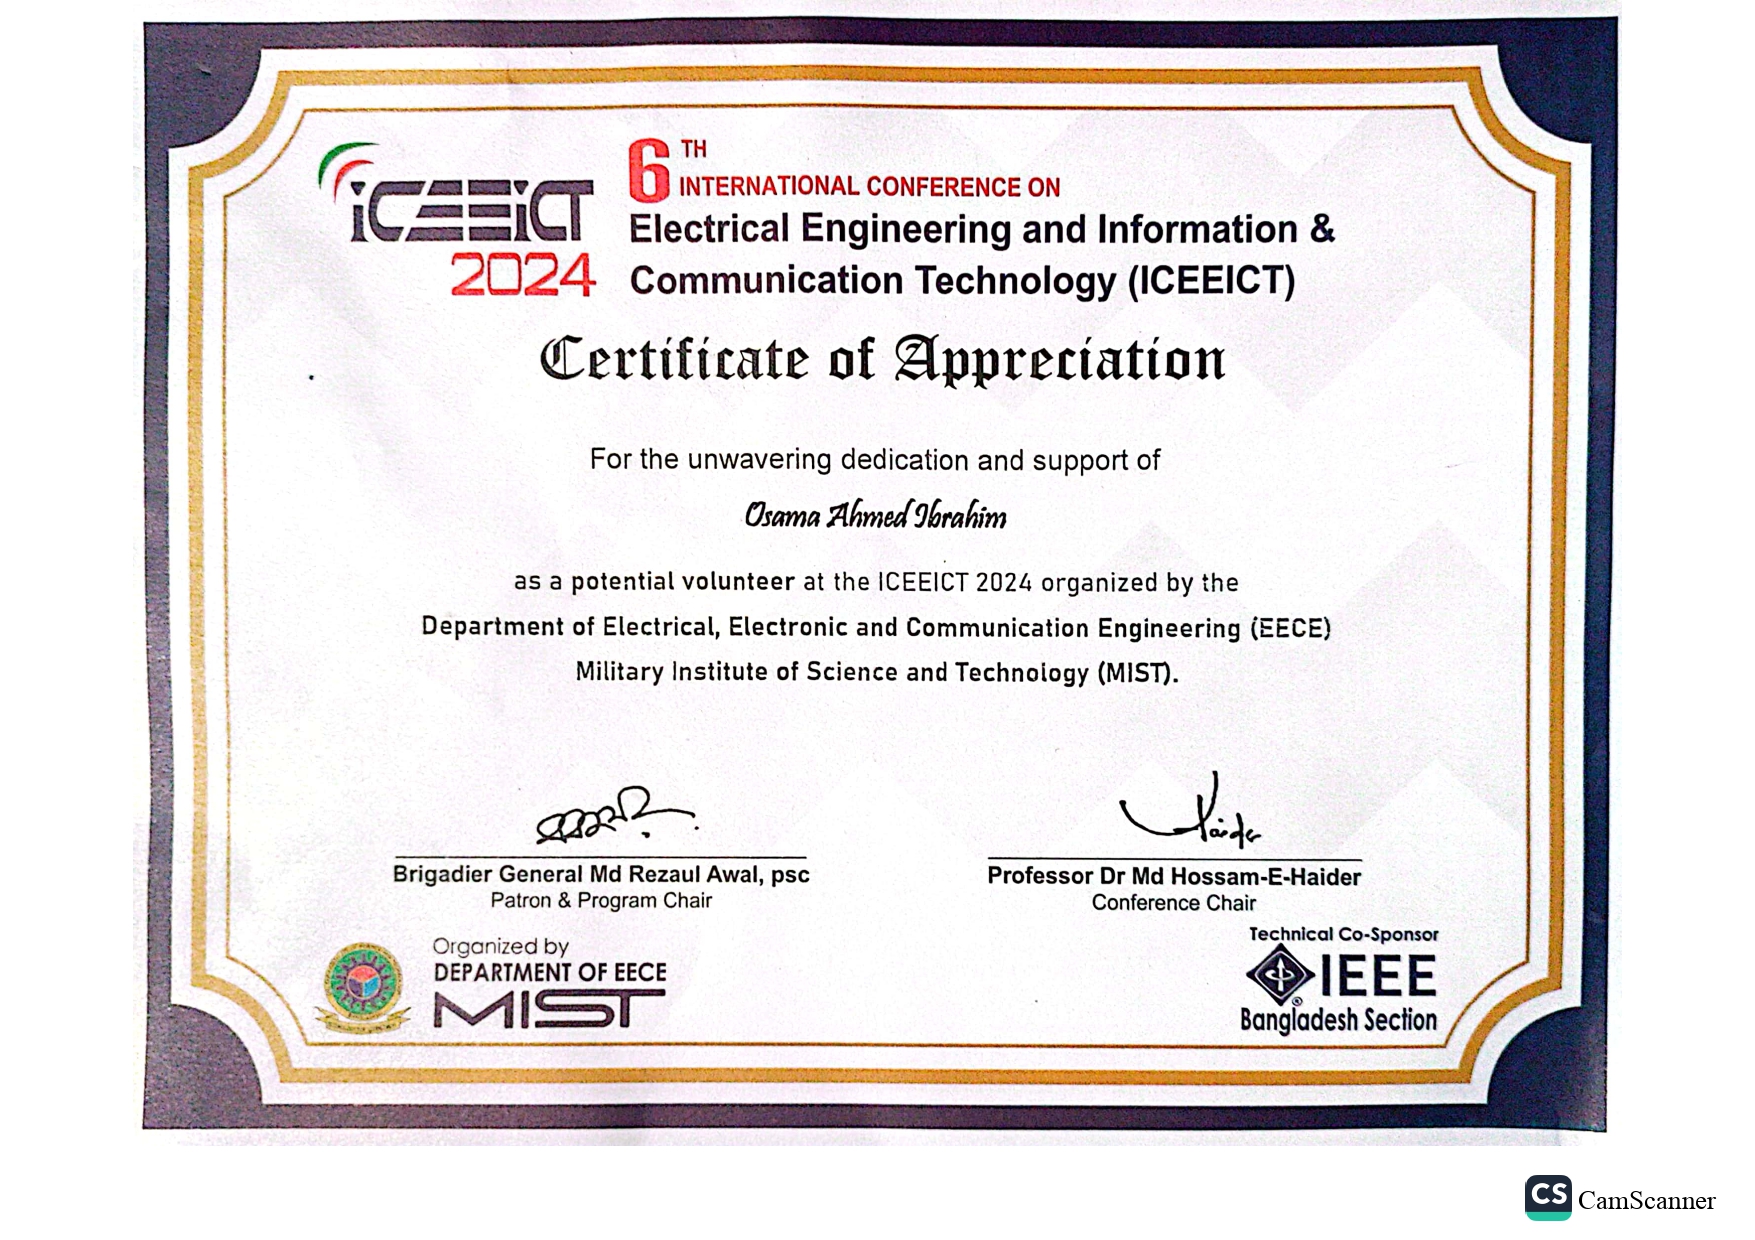 iCEEiCT
2024
6TH
INTERNATIONAL CONFERENCE ON
Electrical Engineering and Information &
Communication Technology (ICEEICT)
Certificate of Appreciation
For the unwavering dedication and support of
Osama Ahmed Ibrahim
as a potential volunteer at the ICEEICT 2024 organized by the
Department of Electrical, Electronic and Communication Engineering (EECE)
Military Institute of Science and Technology (MIST).
Haider
Brigadier General Md Rezaul Awal, psc
Patron & Program Chair
Professor Dr Md Hossam-E-Haider
Conference Chair
Organized by
DEPARTMENT OF EECE
MIST
Technical Co-Sponsor
IEEE
®
Bangladesh Section
CS CamScanner